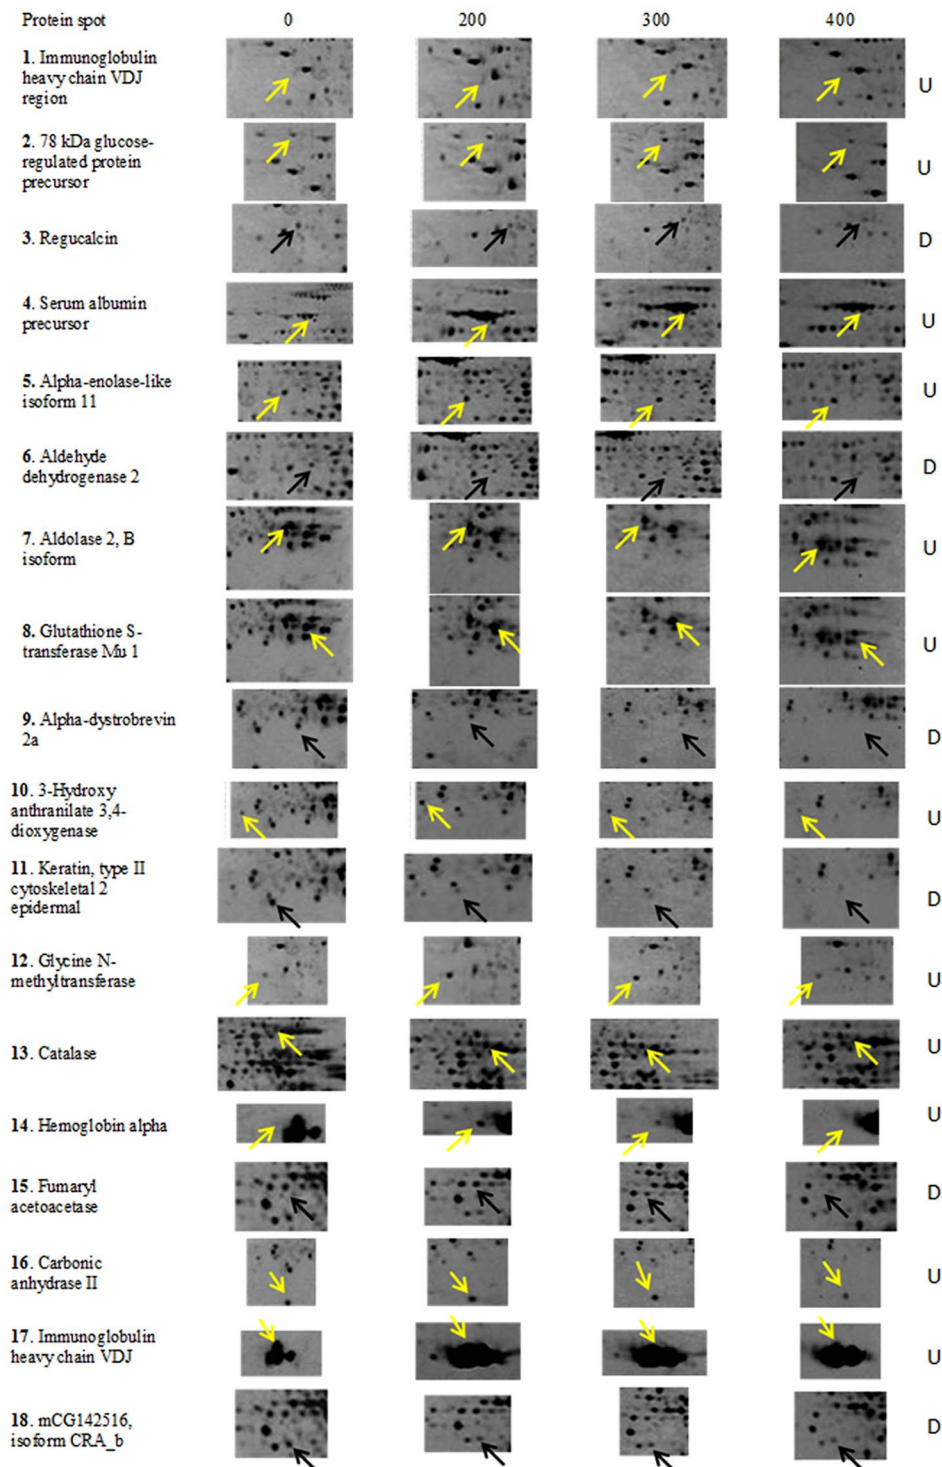 Protein spot 0 200 300 400
1. Immunoglobulin
heavy chain VDJ
region
U
2. 78 kDa glucose-
regulated protein
precursor
U
3. Regucalcin D
4. Serum albumin
precursor
U
5. Alpha-enolase-like
isoform 11
U
6. Aldehyde
dehydrogenase 2
D
7. Aldolase 2, B
isoform
U
8. Glutathione S-
transferase Mu 1
U
9. Alpha-dystrobrevin
2a
D
10. 3-Hydroxy
anthranilate 3,4-
dioxygenase
U
11. Keratin, type II
cytoskeletal 2
epidermal
D
12. Glycine N-
methyltransferase
U
13. Catalase U
14. Hemoglobin alpha U
15. Fumaryl
acetoacetase
D
16. Carbonic
anhydrase II
U
17. Immunoglobulin
heavy chain VDJ
U
18. mCG142516,
isoform CRA_b
D